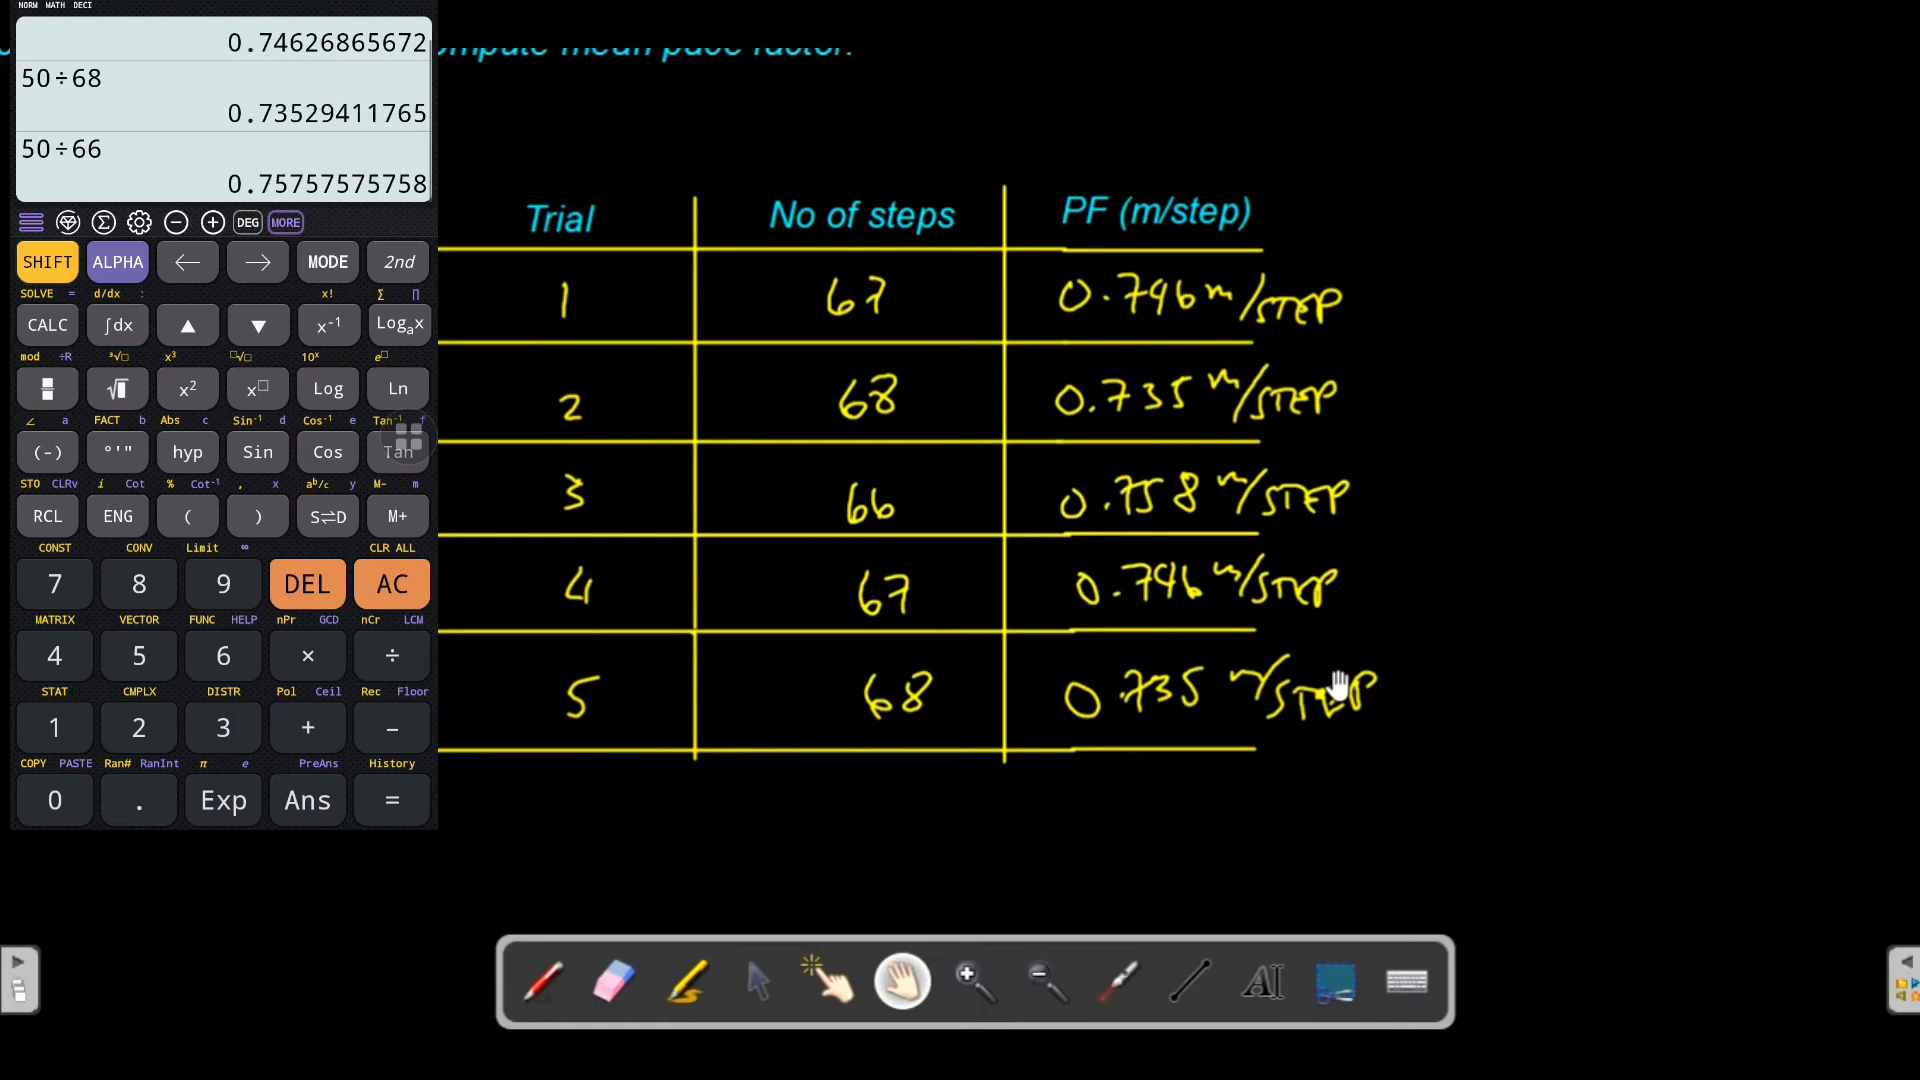 NORM MATH DECI
0.74626865672
compute mean pace factor.
50÷68
0.73529411765
50÷66
0.75757575758
DEG MORE
SHIFT ALPHA ← → MODE 2nd
SOLVE = d/dx : x! ∑ ∏
CALC ∫dx ▲ ▼ x⁻¹ Logₐx
mod ÷R ³√□ x³ □√□ 10ˣ e□
√ x² x□ Log Ln
∠ a FACT b Abs c Sin⁻¹ d Cos⁻¹ e Tan⁻¹ f
(-) °'" hyp Sin Cos Tan
STO CLRv i Cot % Cot⁻¹ , x aᵇ/c y M- m
RCL ENG ( ) S⇌D M+
CONST CONV Limit ∞ CLR ALL
7 8 9 DEL AC
MATRIX VECTOR FUNC HELP nPr GCD nCr LCM
4 5 6 × ÷
STAT CMPLX DISTR Pol Ceil Rec Floor
1 2 3 + −
COPY PASTE Ran# RanInt π e PreAns History
0 . Exp Ans =
Trial No of steps PF (m/step)
1 67 0.746 m/STEP
2 68 0.735 m/STEP
3 66 0.758 m/STEP
4 67 0.746 m/STEP
5 68 0.735 m/STEP
AI